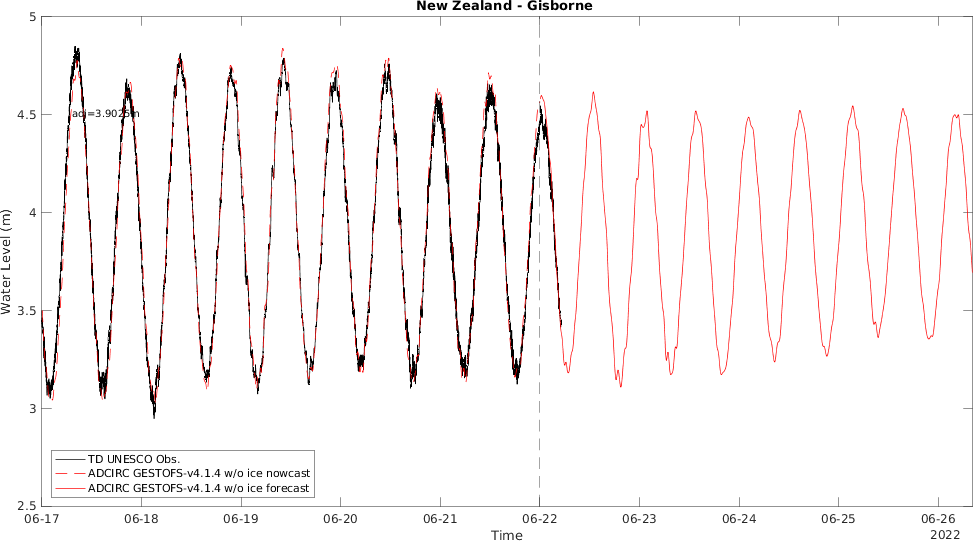 New Zealand - Gisborne
5
4.5
4
3.5
3
2.5
Water Level (m)
adj=3.9025m
TD UNESCO Obs.
ADCIRC GESTOFS-v4.1.4 w/o ice nowcast
ADCIRC GESTOFS-v4.1.4 w/o ice forecast
06-17 06-18 06-19 06-20 06-21 06-22 06-23 06-24 06-25 06-26
Time 2022